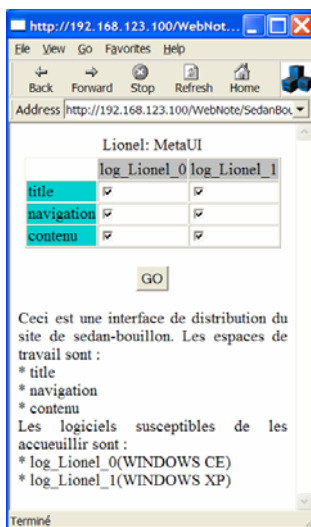 http://192.168.123.100/WebNot...
File View Go Favorites Help
Back Forward Stop Refresh Home
Address http://192.168.123.100/WebNote/SedanBou
Lionel: MetaUI
log_Lionel_0 log_Lionel_1
title
navigation
contenu
GO
Ceci est une interface de distribution du
site de sedan-bouillon. Les espaces de
travail sont :
* title
* navigation
* contenu
Les logiciels susceptibles de les
accueuillir sont :
* log_Lionel_0(WINDOWS CE)
* log_Lionel_1(WINDOWS XP)
Terminé